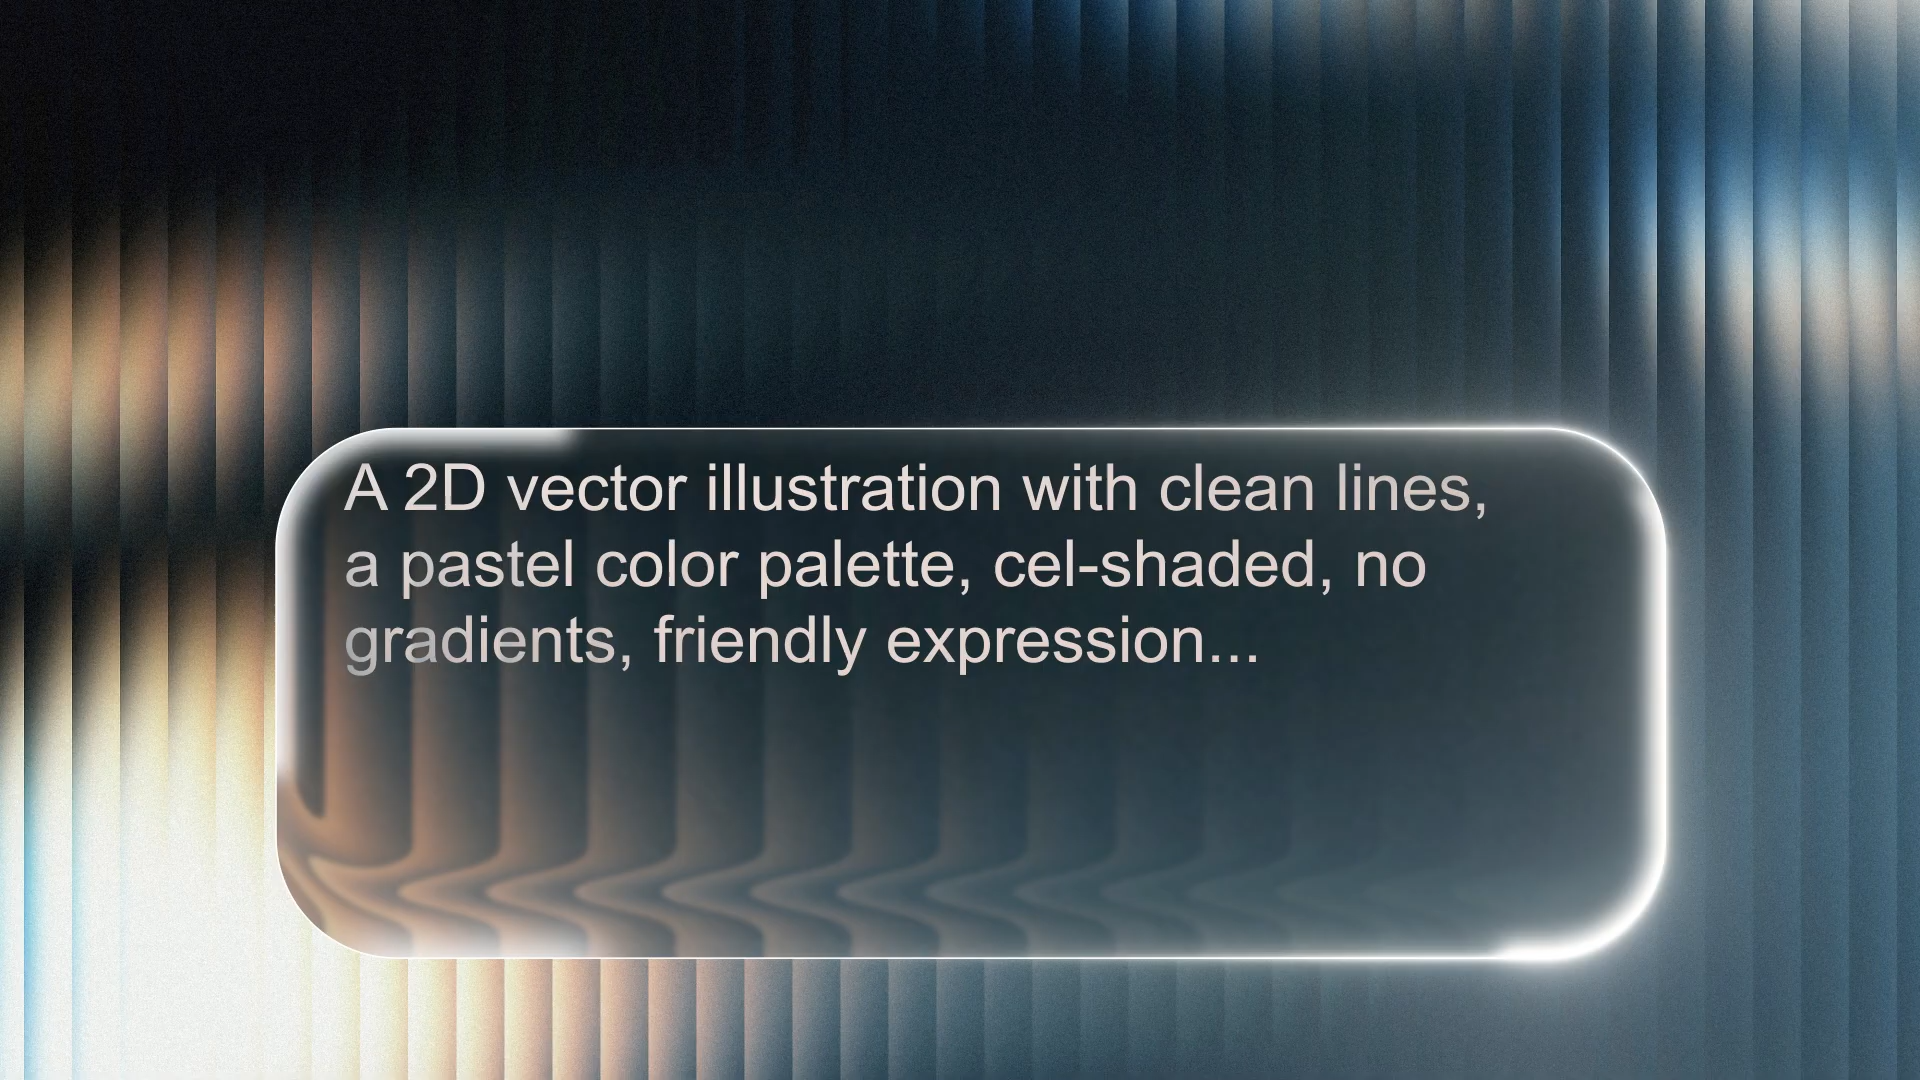 A 2D vector illustration with clean lines,
a pastel color palette, cel-shaded, no
gradients, friendly expression...